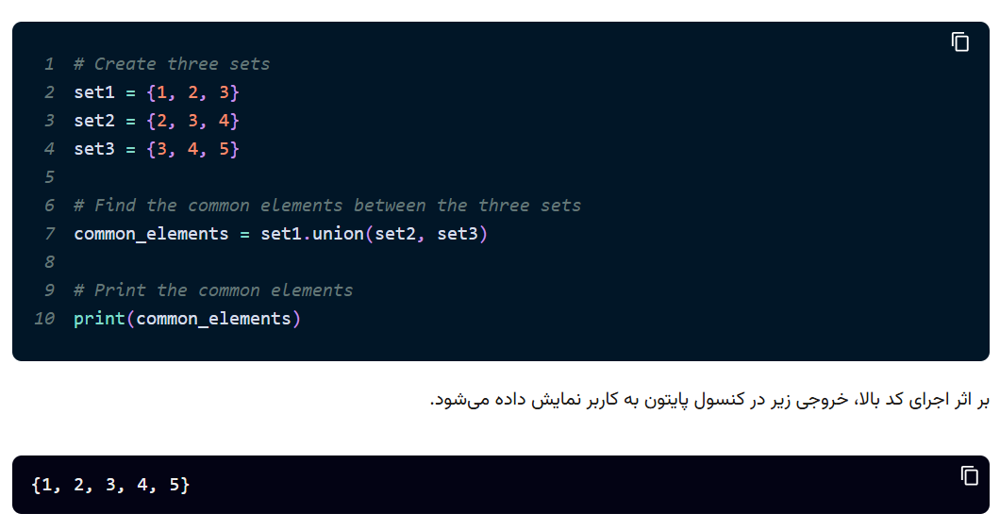 1 # Create three sets
2 set1 = {1, 2, 3}
3 set2 = {2, 3, 4}
4 set3 = {3, 4, 5}
5
6 # Find the common elements between the three sets
7 common_elements = set1.union(set2, set3)
8
9 # Print the common elements
10 print(common_elements)
بر اثر اجرای کد بالا، خروجی زیر در کنسول پایتون به کاربر نمایش داده می‌شود.
{1, 2, 3, 4, 5}